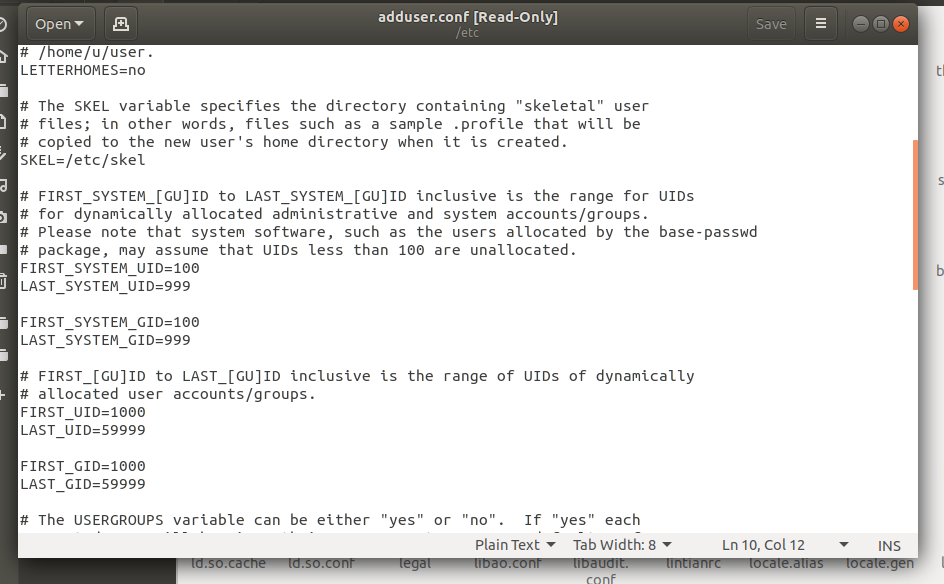 Open
adduser.conf [Read-Only]
/etc
Save
# /home/u/user.
LETTERHOMES=no
# The SKEL variable specifies the directory containing "skeletal" user
# files; in other words, files such as a sample .profile that will be
# copied to the new user's home directory when it is created.
SKEL=/etc/skel
# FIRST_SYSTEM_[GU]ID to LAST_SYSTEM_[GU]ID inclusive is the range for UIDs
# for dynamically allocated administrative and system accounts/groups.
# Please note that system software, such as the users allocated by the base-passwd
# package, may assume that UIDs less than 100 are unallocated.
FIRST_SYSTEM_UID=100
LAST_SYSTEM_UID=999
FIRST_SYSTEM_GID=100
LAST_SYSTEM_GID=999
# FIRST_[GU]ID to LAST_[GU]ID inclusive is the range of UIDs of dynamically
# allocated user accounts/groups.
FIRST_UID=1000
LAST_UID=59999
FIRST_GID=1000
LAST_GID=59999
# The USERGROUPS variable can be either "yes" or "no".  If "yes" each
Plain Text Tab Width: 8 Ln 10, Col 12 INS
ld.so.cache ld.so.conf legal libao.conf libaudit. lintianrc locale.alias locale.gen
conf